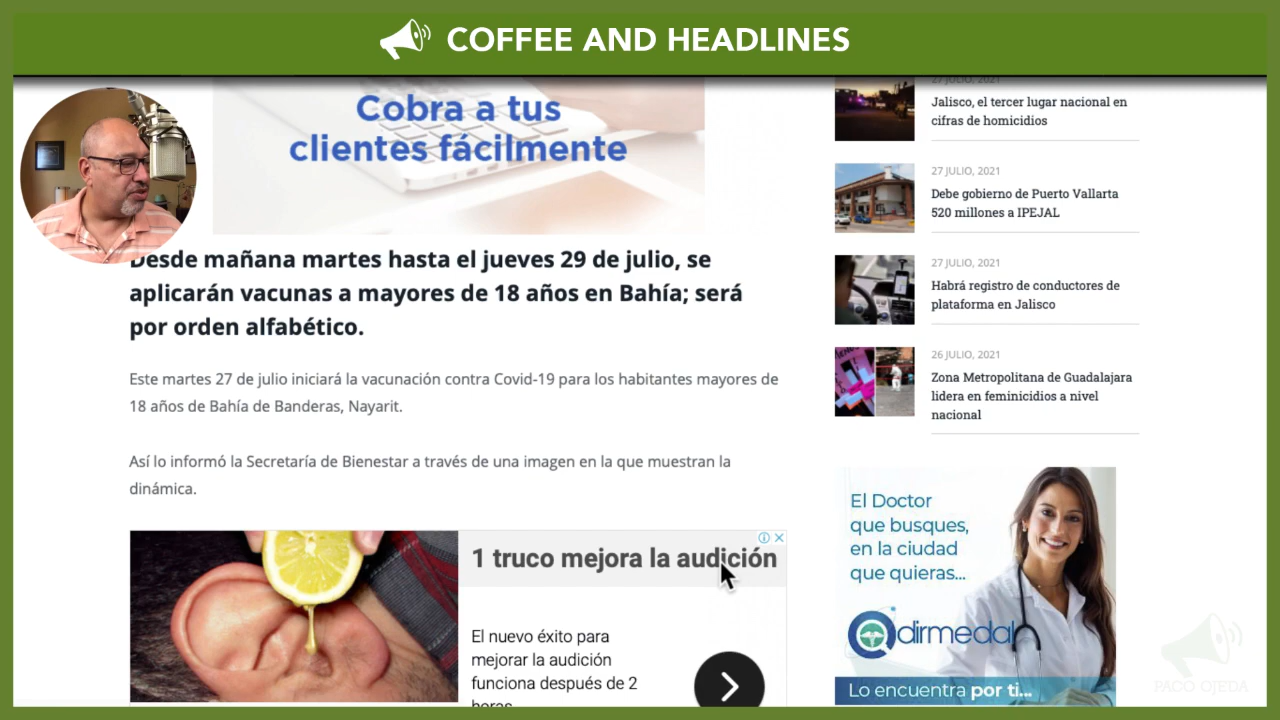 COFFEE AND HEADLINES
Cobra a tus
clientes fácilmente
Desde mañana martes hasta el jueves 29 de julio, se
aplicarán vacunas a mayores de 18 años en Bahía; será
por orden alfabético.
Este martes 27 de julio iniciará la vacunación contra Covid-19 para los habitantes mayores de
18 años de Bahía de Banderas, Nayarit.
Así lo informó la Secretaría de Bienestar a través de una imagen en la que muestran la
dinámica.
1 truco mejora la audición
El nuevo éxito para
mejorar la audición
funciona después de 2
horas
27 JULIO, 2021
Jalisco, el tercer lugar nacional en
cifras de homicidios
27 JULIO, 2021
Debe gobierno de Puerto Vallarta
520 millones a IPEJAL
27 JULIO, 2021
Habrá registro de conductores de
plataforma en Jalisco
26 JULIO, 2021
Zona Metropolitana de Guadalajara
lidera en feminicidios a nivel
nacional
El Doctor
que busques,
en la ciudad
que quieras...
dirmedal
Lo encuentra por ti...
PACO OJEDA